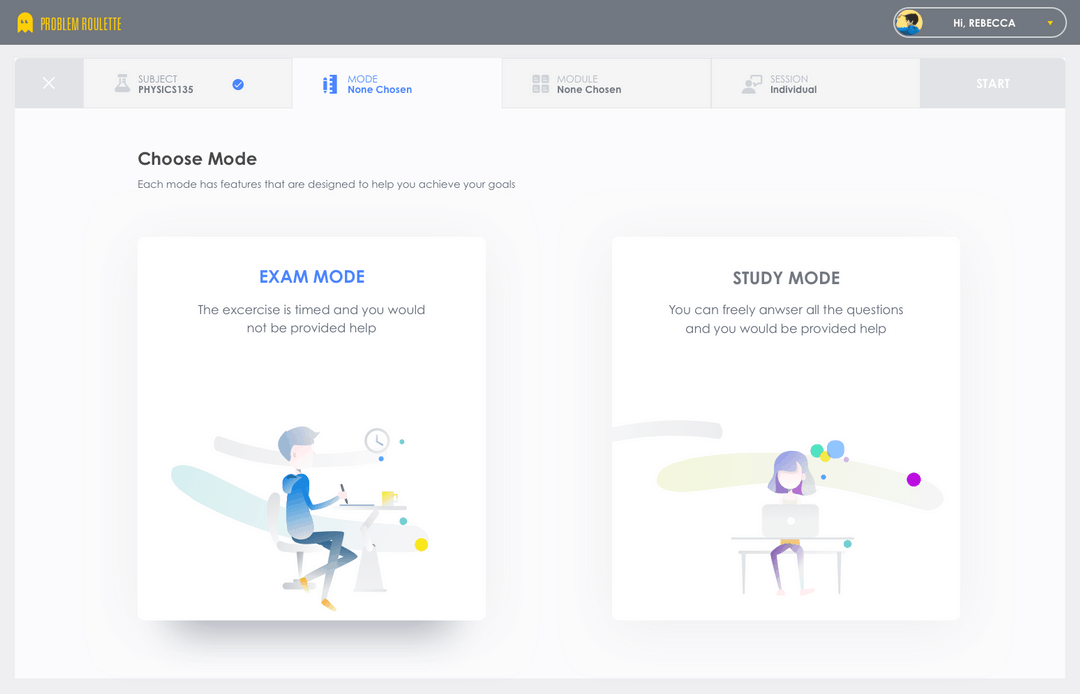 PROBLEM ROULETTE
Hi, REBECCA
SUBJECT
PHYSICS135
MODE
None Chosen
MODULE
None Chosen
SESSION
Individual
START
Choose Mode
Each mode has features that are designed to help you achieve your goals
EXAM MODE
The excercise is timed and you would
not be provided help
STUDY MODE
You can freely anwser all the questions
and you would be provided help